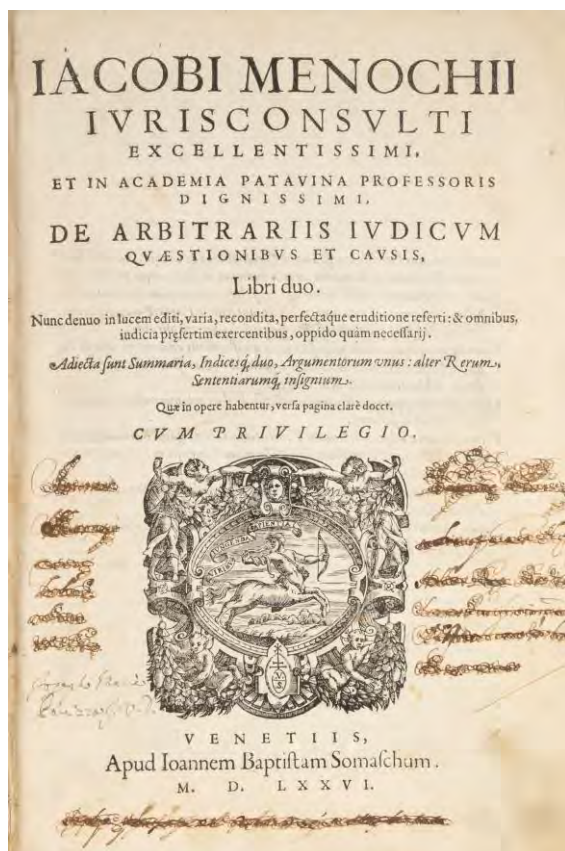 IACOBI MENOCHII
IVRISCONSVLTI
EXCELLENTISSIMI,
ET IN ACADEMIA PATAVINA PROFESSORIS
DIGNISSIMI,
DE ARBITRARIIS IVDICVM
QVÆSTIONIBVS ET CAVSIS,
Libri duo.
Nunc denuo in lucem editi, varia, recondita, perfectaque eruditione referti: & omnibus,
iudicia pręsertim exercentibus, oppido quàm necessarij.
Adiecta sunt Summaria, Indicesq́; duo, Argumentorum vnus: alter Rerum,
Sententiarumq́; insignium.
Quæ in opere habentur, versa pagina clarè docet.
CVM PRIVILEGIO.
VENETIIS,
Apud Ioannem Baptistam Somaschum.
M. D. LXXVI.